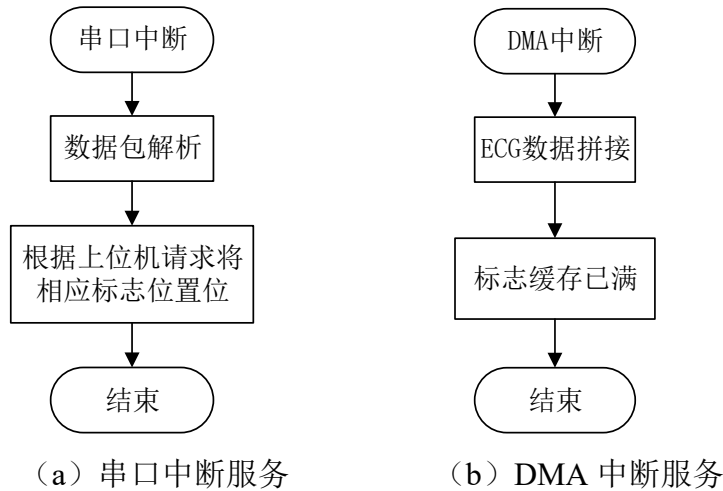 串口中断
数据包解析
根据上位机请求将
相应标志位置位
结束
（a）串口中断服务
DMA中断
ECG数据拼接
标志缓存已满
结束
（b）DMA 中断服务